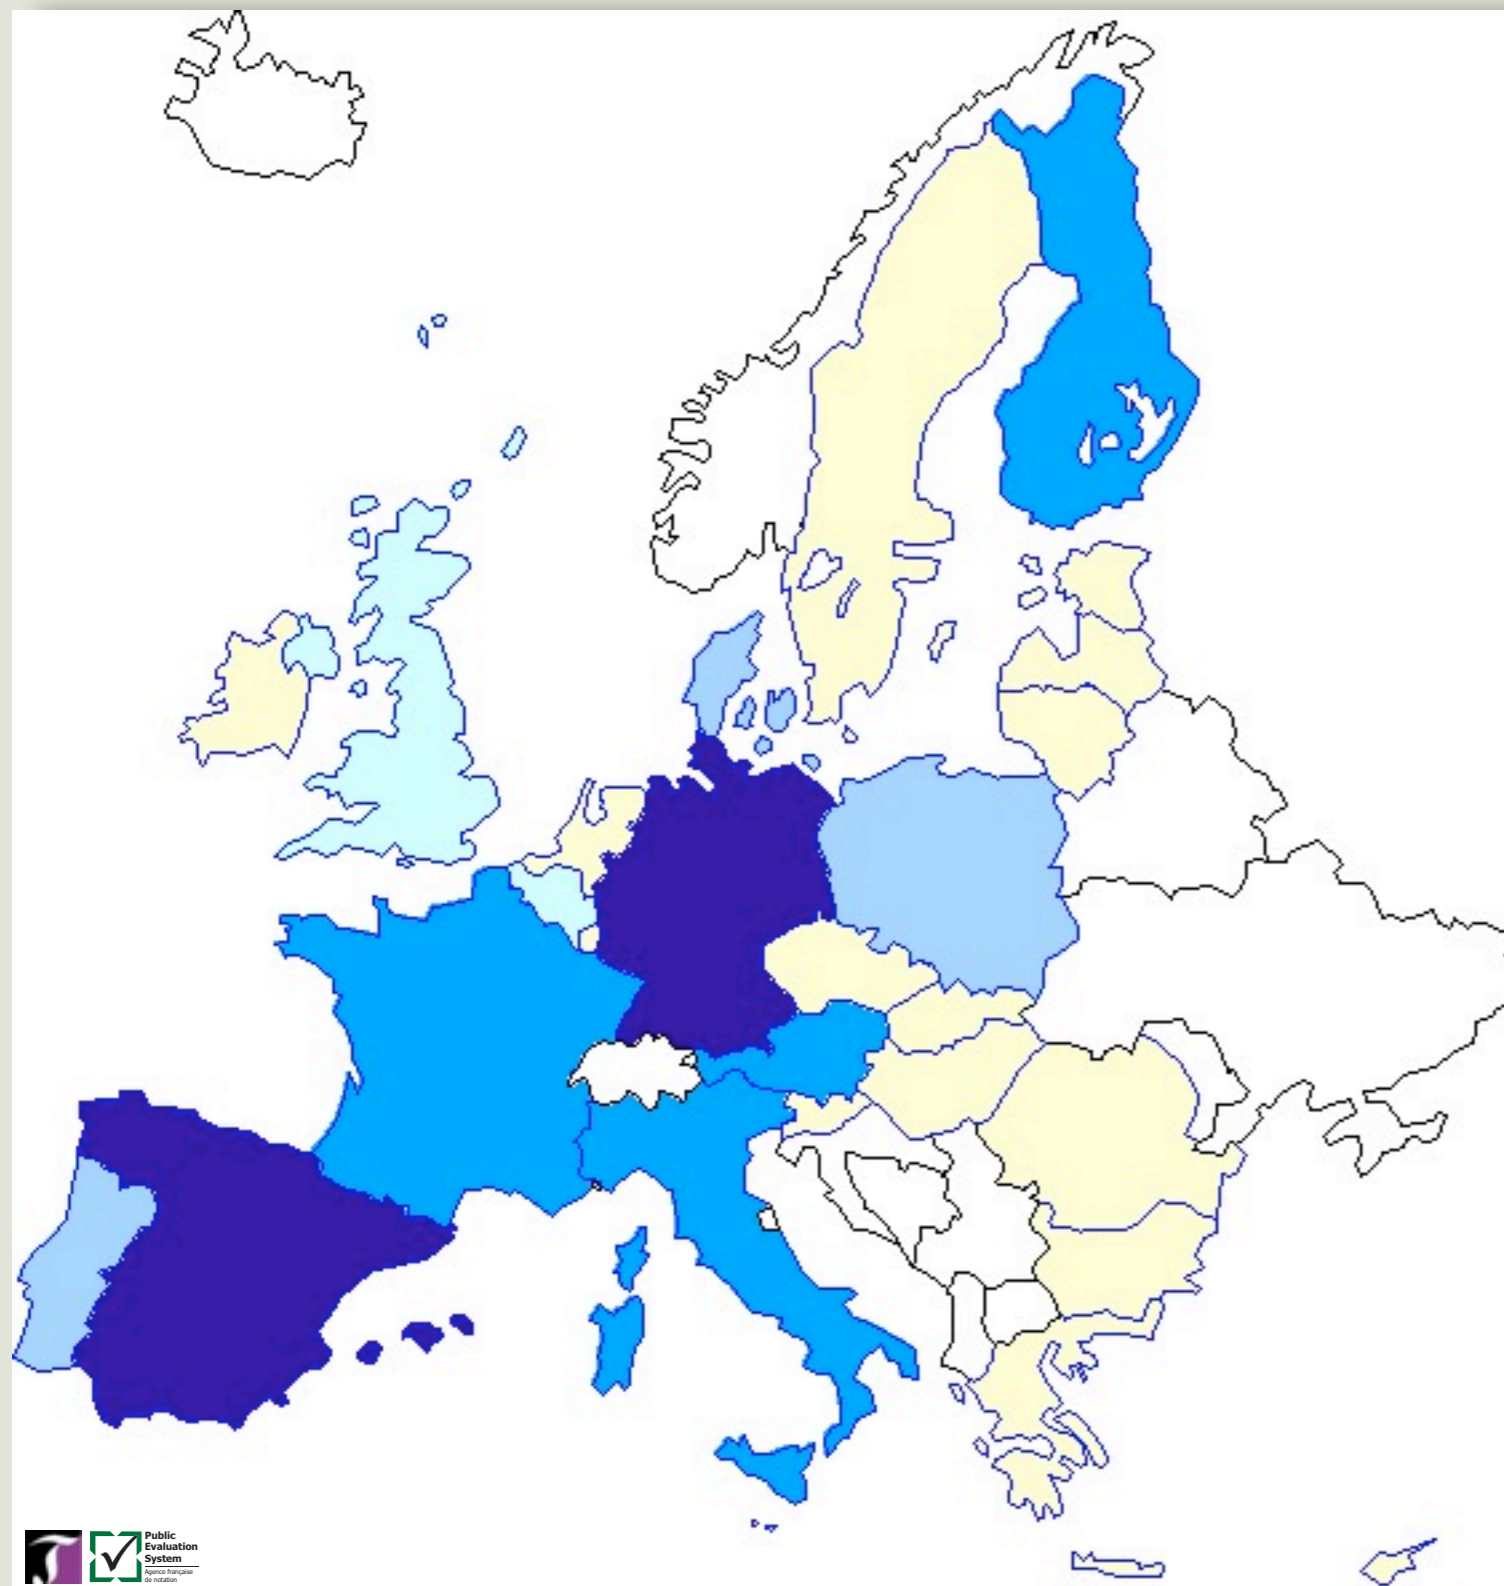 Public
Evaluation
System
Agence française
de notation